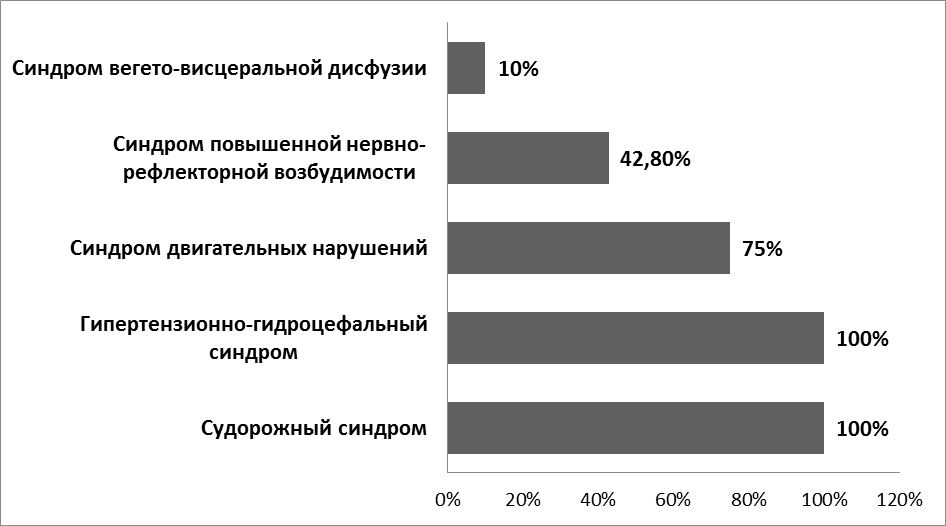 Синдром вегето-висцеральной дисфузии
10%
Синдром повышенной нервно-
рефлекторной возбудимости
42,80%
Синдром двигательных нарушений
75%
Гипертензионно-гидроцефальный
синдром
100%
Судорожный синдром
100%
0% 20% 40% 60% 80% 100% 120%